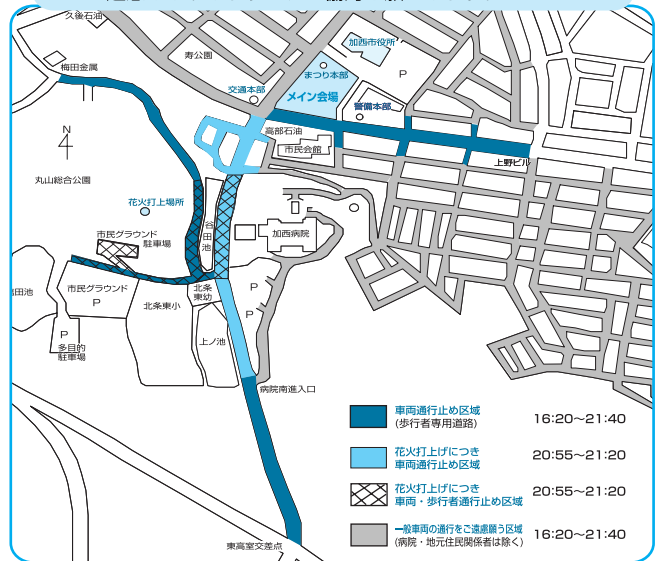 久後石油
寿公園
加西市役所
梅田金属
まつり本部
P
交通本部
メイン会場
警備本部
N
高部石油
市民会館
上野ビル
丸山総合公園
花火打上場所
谷田池
加西病院
市民グラウンド
駐車場
市民グラウンド
P
北条東小
北条
東幼
P
P
上ノ池
P
多目的
駐車場
病院南進入口
東高室交差点
車両通行止め区域
(歩行者専用道路)
16:20〜21:40
花火打上げにつき
車両通行止め区域
20:55〜21:20
花火打上げにつき
車両・歩行者通行止め区域
20:55〜21:20
一般車両の通行をご遠慮願う区域
(病院・地元住民関係者は除く)
16:20〜21:40